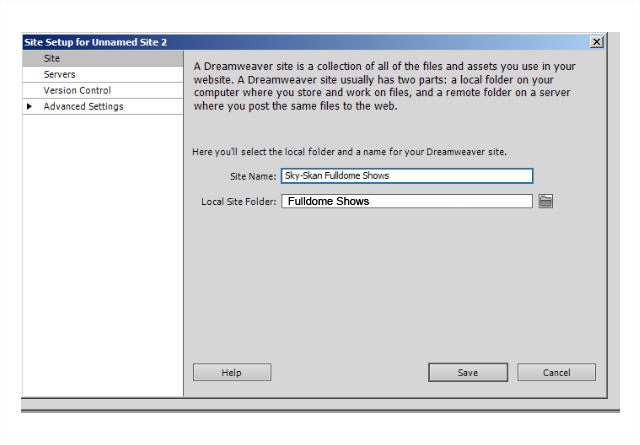 Site Setup for Unnamed Site 2
Site
Servers
Version Control
Advanced Settings
A Dreamweaver site is a collection of all of the files and assets you use in your
website. A Dreamweaver site usually has two parts: a local folder on your
computer where you store and work on files, and a remote folder on a server
where you post the same files to the web.
Here you'll select the local folder and a name for your Dreamweaver site.
Site Name: Sky-Skan Fulldome Shows
Local Site Folder: Fulldome Shows
Help Save Cancel